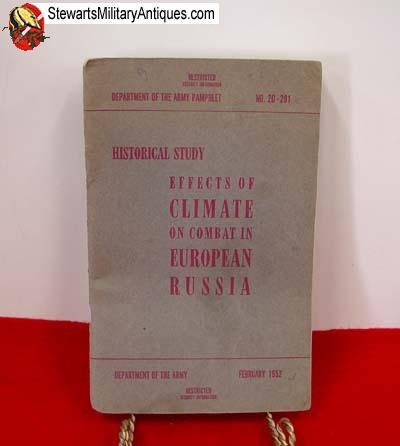 StewartsMilitaryAntiques.com
RESTRICTED
SECURITY INFORMATION
DEPARTMENT OF THE ARMY PAMPHLET NO. 20-291
HISTORICAL STUDY
EFFECTS OF
CLIMATE
ON COMBAT IN
EUROPEAN
RUSSIA
DEPARTMENT OF THE ARMY FEBRUARY 1952
RESTRICTED
SECURITY INFORMATION